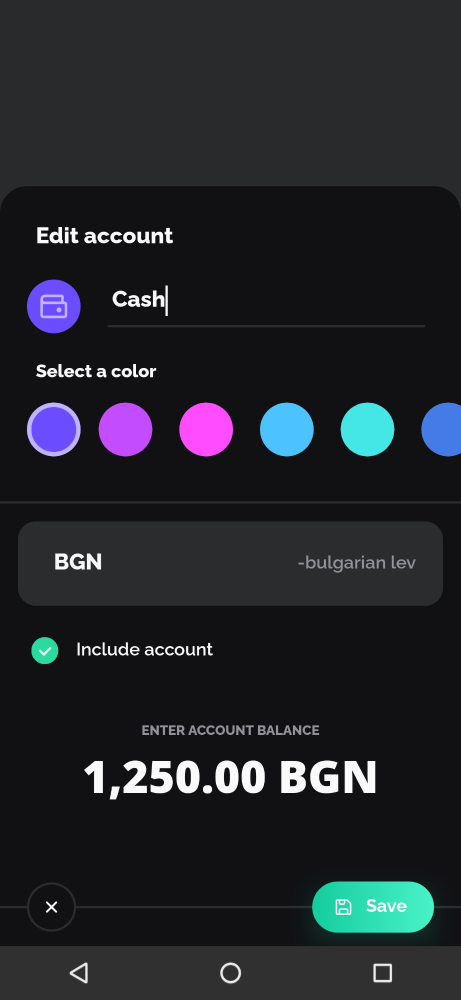 Edit account
Cash
Select a color
BGN
-bulgarian lev
Include account
ENTER ACCOUNT BALANCE
1,250.00 BGN
Save